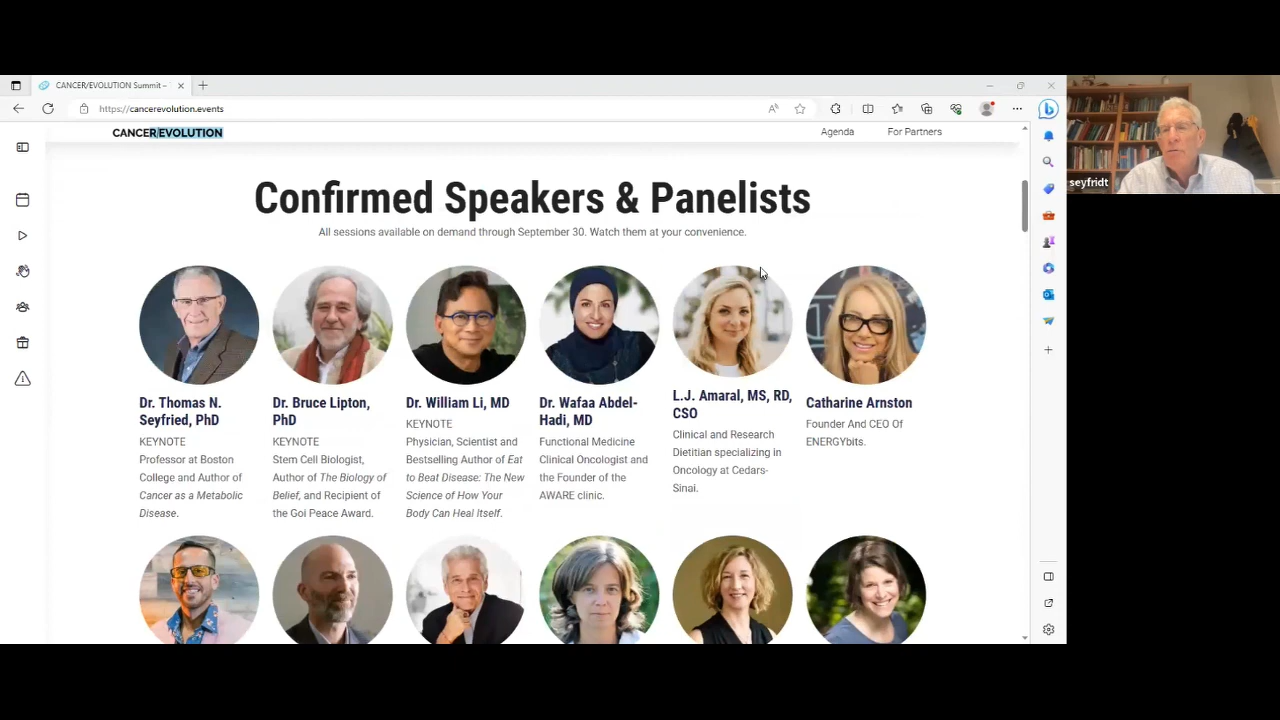 CANCER/EVOLUTION Summit –
https://cancerevolution.events
CANCER/EVOLUTION
Agenda
For Partners
seyfridt
Confirmed Speakers & Panelists
All sessions available on demand through September 30. Watch them at your convenience.
Dr. Thomas N.
Seyfried, PhD
KEYNOTE
Professor at Boston
College and Author of
Cancer as a Metabolic
Disease.
Dr. Bruce Lipton,
PhD
KEYNOTE
Stem Cell Biologist,
Author of The Biology of
Belief, and Recipient of
the Goi Peace Award.
Dr. William Li, MD
KEYNOTE
Physician, Scientist and
Bestselling Author of Eat
to Beat Disease: The New
Science of How Your
Body Can Heal Itself.
Dr. Wafaa Abdel-
Hadi, MD
Functional Medicine
Clinical Oncologist and
the Founder of the
AWARE clinic.
L.J. Amaral, MS, RD,
CSO
Clinical and Research
Dietitian specializing in
Oncology at Cedars-
Sinai.
Catharine Arnston
Founder And CEO Of
ENERGYbits.